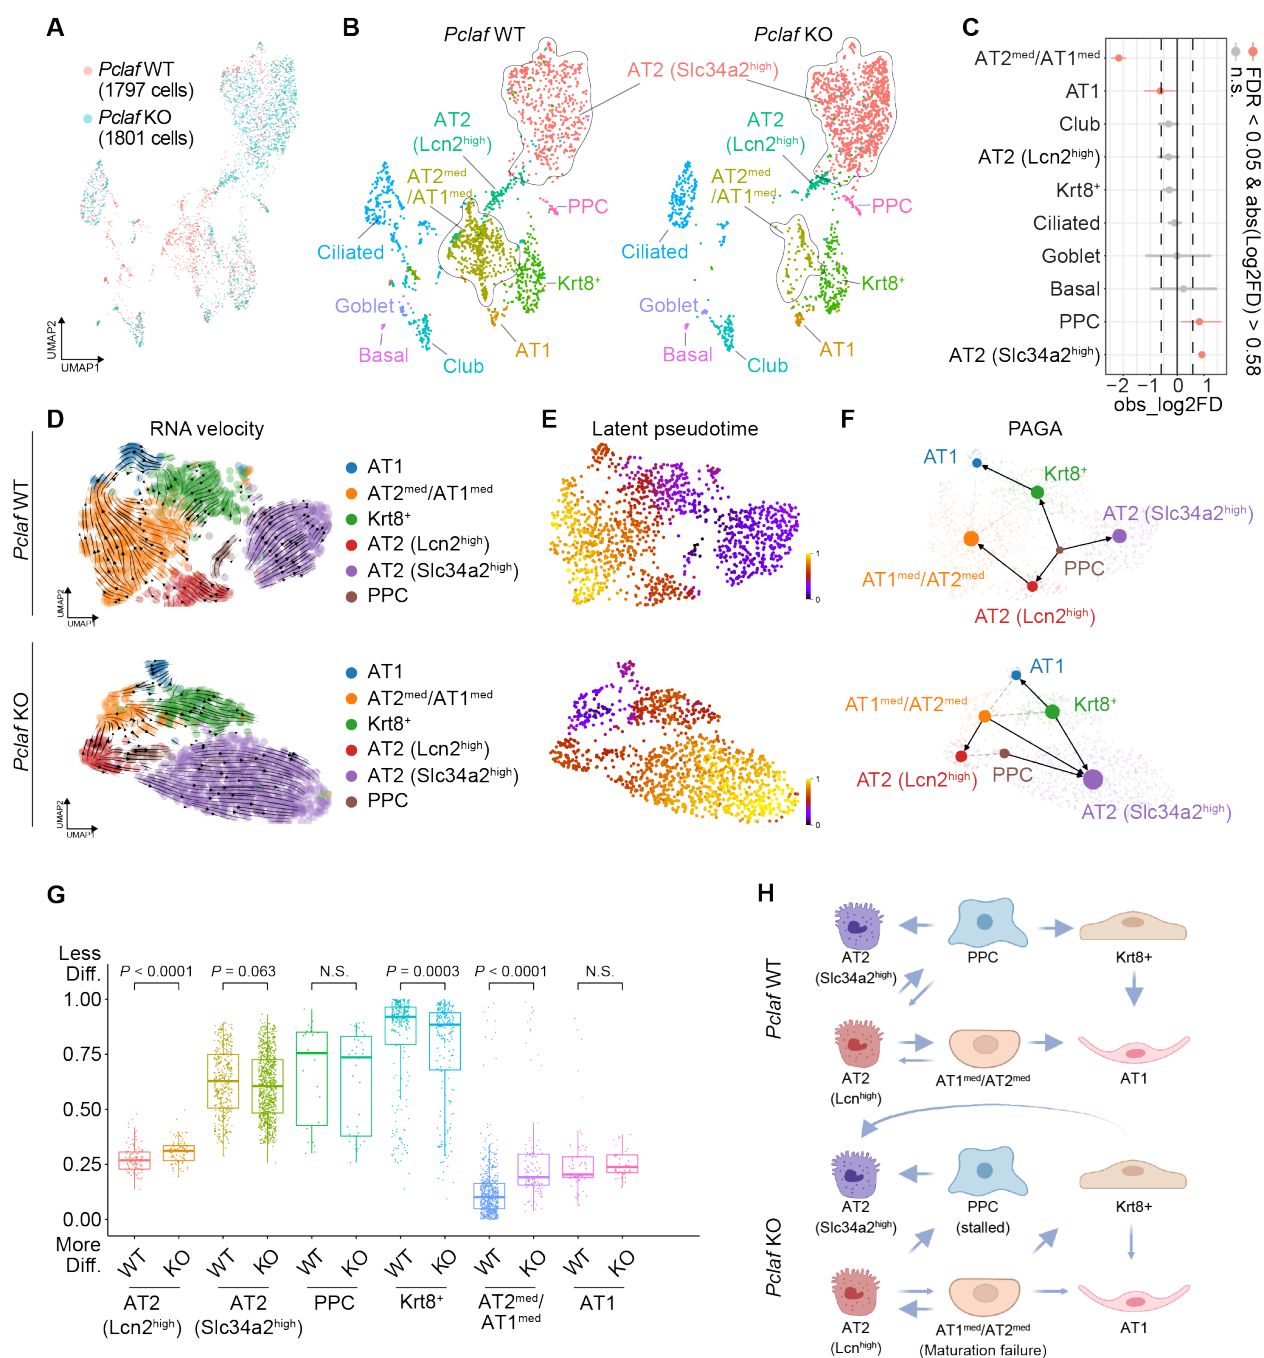 A
Pclaf WT
(1797 cells)
Pclaf KO
(1801 cells)
UMAP2
UMAP1
B
Pclaf WT
Pclaf KO
AT2 (Slc34a2high)
AT2
(Lcn2high)
AT2
(Lcn2high)
AT2med
/AT1med
AT2med
/AT1med
PPC
PPC
Ciliated
Ciliated
Krt8+
Krt8+
Goblet
Goblet
Basal
Basal
Club
Club
AT1
AT1
C
AT2med/AT1med
AT1
Club
AT2 (Lcn2high)
Krt8+
Ciliated
Goblet
Basal
PPC
AT2 (Slc34a2high)
−2 −1 0 1
obs_log2FD
FDR < 0.05 & abs(Log2FD) > 0.58
n.s.
D
RNA velocity
Pclaf WT
AT1
AT2med/AT1med
Krt8+
AT2 (Lcn2high)
AT2 (Slc34a2high)
PPC
UMAP2
UMAP1
Pclaf KO
AT1
AT2med/AT1med
Krt8+
AT2 (Lcn2high)
AT2 (Slc34a2high)
PPC
UMAP2
UMAP1
E
Latent pseudotime
1
0
1
0
F
PAGA
AT1
Krt8+
AT2 (Slc34a2high)
AT1med/AT2med
PPC
AT2 (Lcn2high)
AT1
AT1med/AT2med
Krt8+
AT2 (Lcn2high)
PPC
AT2 (Slc34a2high)
G
Less
Diff.
P < 0.0001
P = 0.063
N.S.
P = 0.0003
P < 0.0001
N.S.
1.00
0.75
0.50
0.25
0.00
More
Diff.
WT KO WT KO WT KO WT KO WT KO WT KO
AT2
(Lcn2high)
AT2
(Slc34a2high)
PPC
Krt8+
AT2med/
AT1med
AT1
H
Pclaf WT
AT2
(Slc34a2high)
PPC
Krt8+
AT2
(Lcnhigh)
AT1med/AT2med
AT1
Pclaf KO
AT2
(Slc34a2high)
PPC
(stalled)
Krt8+
AT2
(Lcnhigh)
AT1med/AT2med
(Maturation failure)
AT1